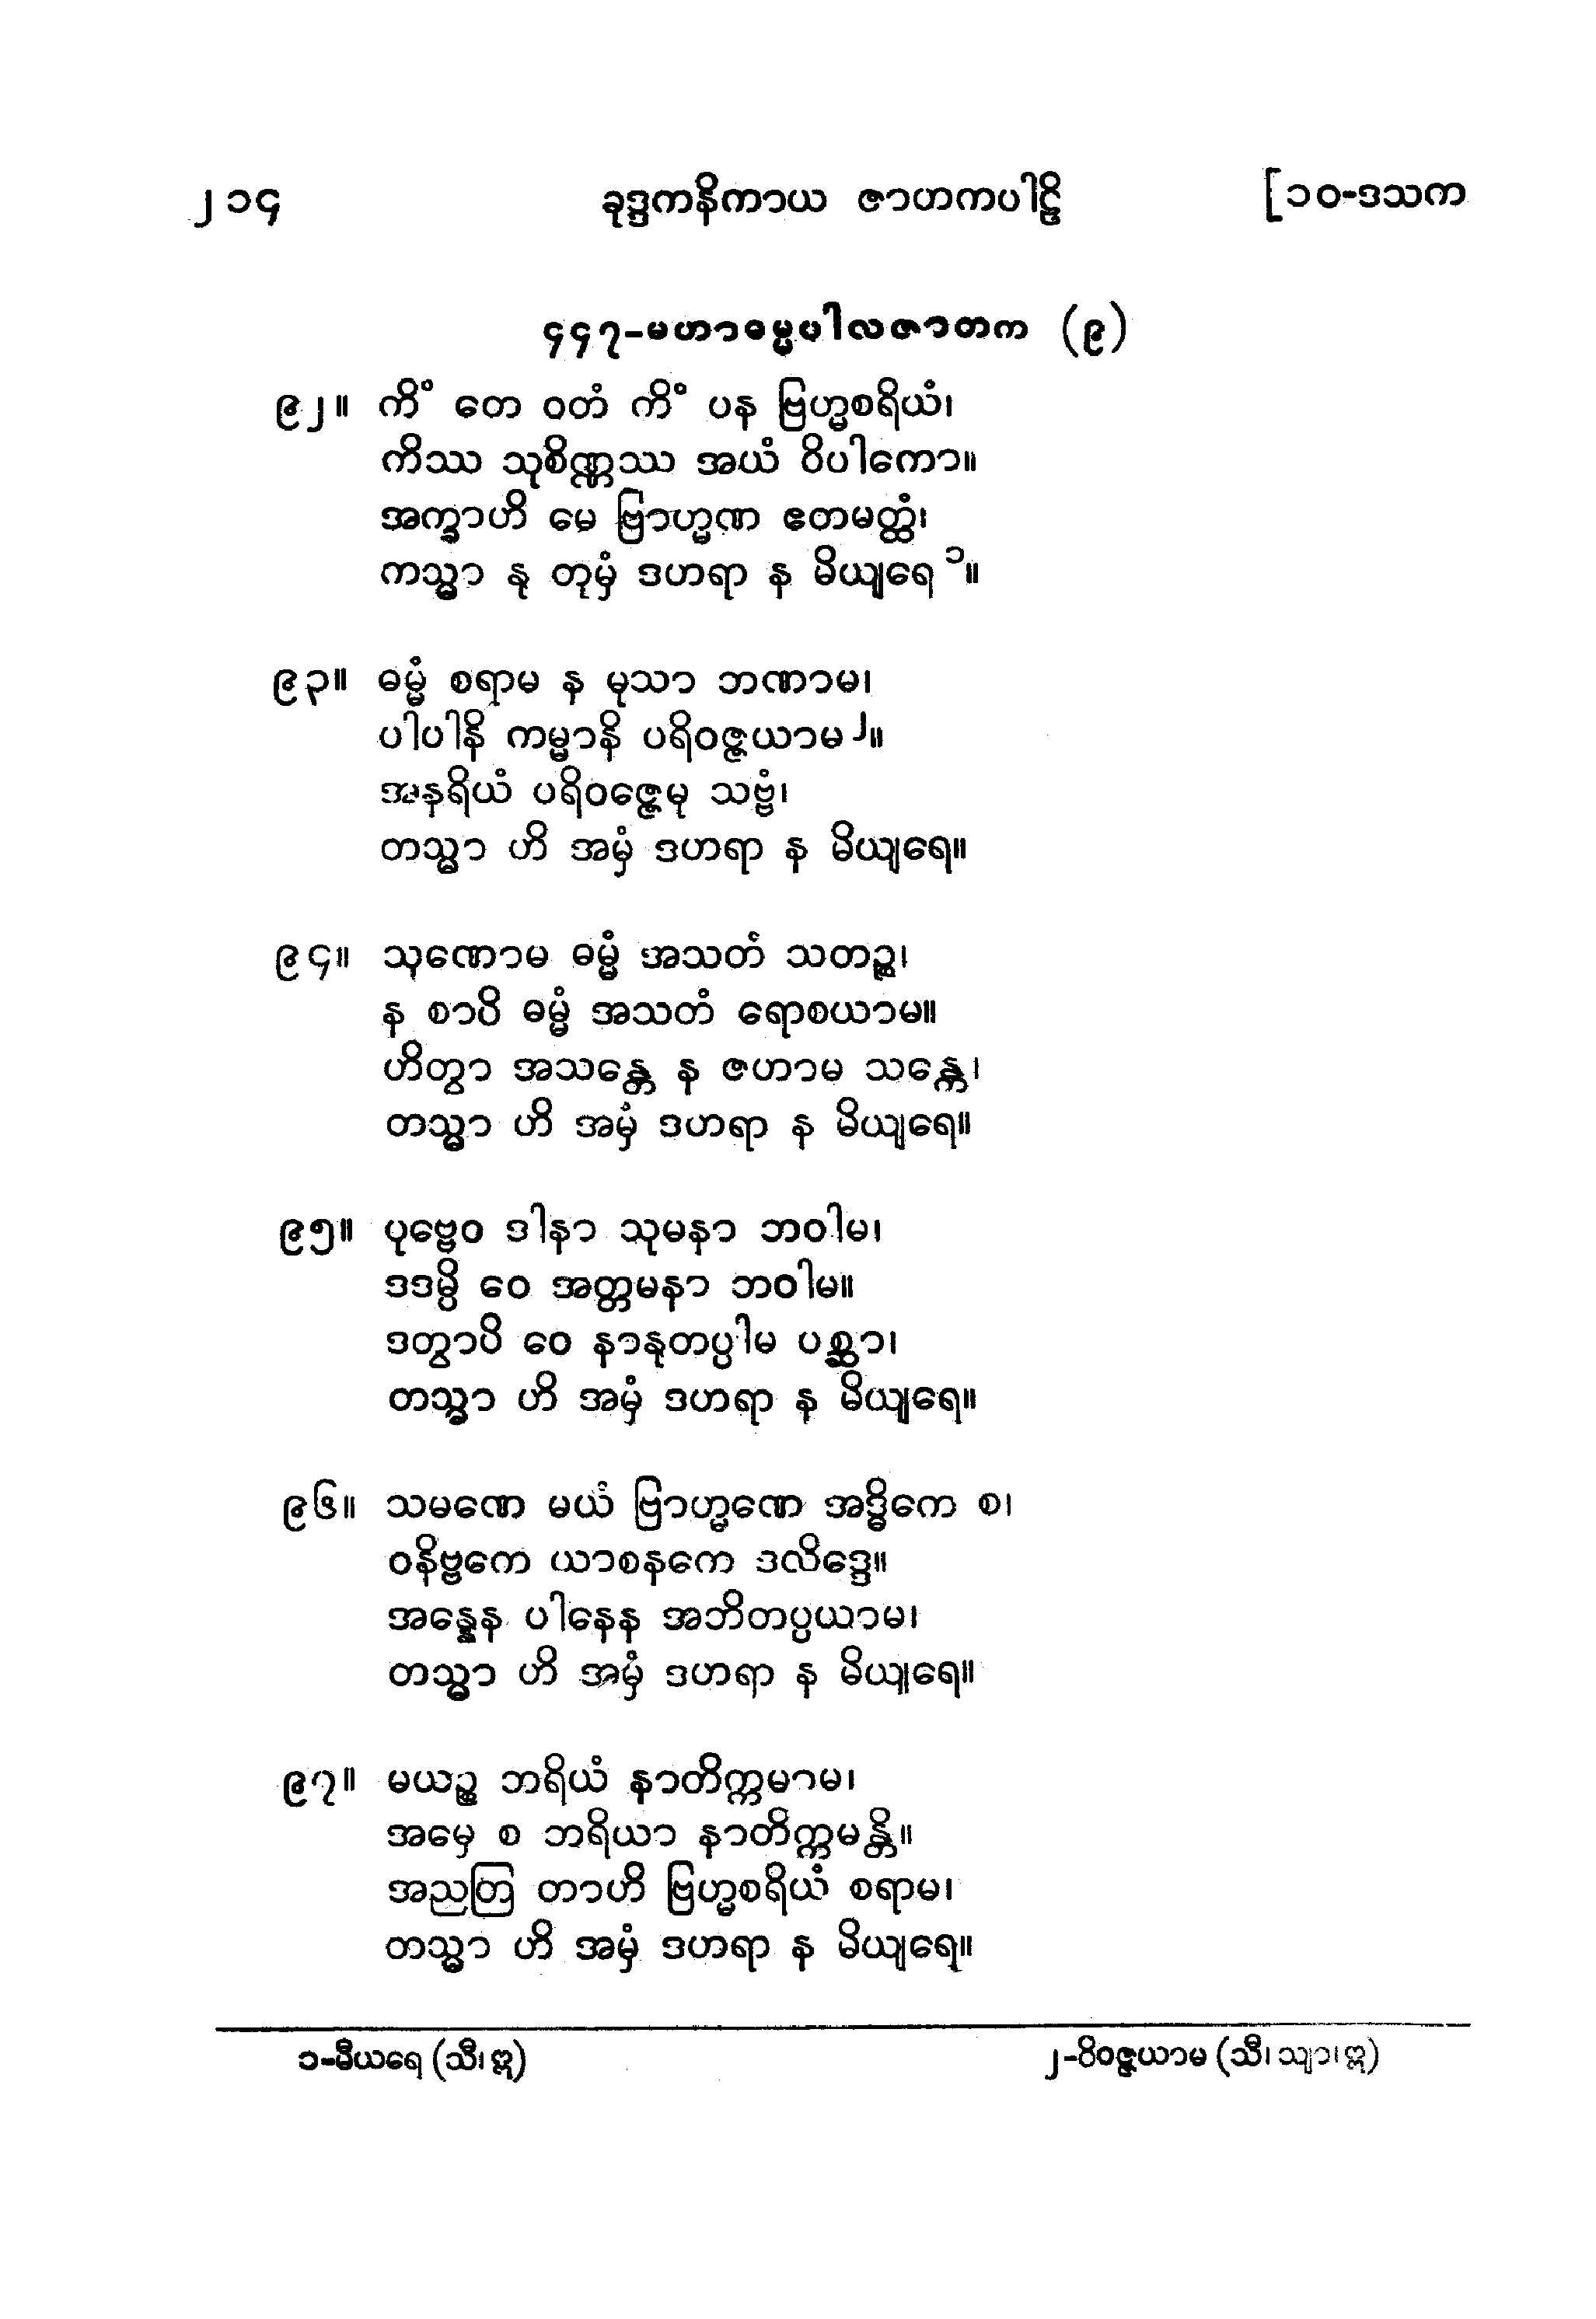 ၂၁၄ ခုဒ္ဒကနိကာယ ဇာတကပါဠိ [၁၀-ဒသက
၄၄၇-မဟာဓမ္မပါလဇာတက (၉)
၉၂။ ကိံ တေ ဝတံ ကိံ ပန ဗြဟ္မစရိယံ၊
ကိဿ သုစိဏ္ဏဿ အယံ ဝိပါကော။
အက္ခာဟိ မေ ဗြာဟ္မဏ ဧတမတ္ထံ၊
ကသ္မာ နု တုမှံ ဒဟရာ န မိယျရေ ၁။
၉၃။ ဓမ္မံ စရာမ န မုသာ ဘဏာမ၊
ပါပါနိ ကမ္မာနိ ပရိဝဇ္ဇယာမ ၂။
အနရိယံ ပရိဝဇ္ဇေမု သဗ္ဗံ၊
တသ္မာ ဟိ အမှံ ဒဟရာ န မိယျရေ။
၉၄။ သုဏောမ ဓမ္မံ အသတံ သတဉ္စ၊
န စာပိ ဓမ္မံ အသတံ ရောစယာမ။
ဟိတွာ အသန္တေ န ဇဟာမ သန္တေ၊
တသ္မာ ဟိ အမှံ ဒဟရာ န မိယျရေ။
၉၅။ ပုဗ္ဗေဝ ဒါနာ သုမနာ ဘဝါမ၊
ဒဒမ္ပိ ဝေ အတ္တမနာ ဘဝါမ။
ဒတွာပိ ဝေ နာနုတပ္ပါမ ပစ္ဆာ၊
တသ္မာ ဟိ အမှံ ဒဟရာ န မိယျရေ။
၉၆။ သမဏေ မယံ ဗြာဟ္မဏေ အဒ္ဓိကေ စ၊
ဝနိဗ္ဗကေ ယာစနကေ ဒလိဒ္ဒေ။
အန္နေန ပါနေန အဘိတပ္ပယာမ၊
တသ္မာ ဟိ အမှံ ဒဟရာ န မိယျရေ။
၉၇။ မယဉ္စ ဘရိယံ နာတိက္ကမာမ၊
အမှေ စ ဘရိယာ နာတိက္ကမန္တိ။
အညတြ တာဟိ ဗြဟ္မစရိယံ စရာမ၊
တသ္မာ ဟိ အမှံ ဒဟရာ န မိယျရေ။
၁-မီယရေ (သီ၊ ဣ) ၂-ဝိဝဇ္ဇယာမ (သီ၊ သျာ၊ ဣ)